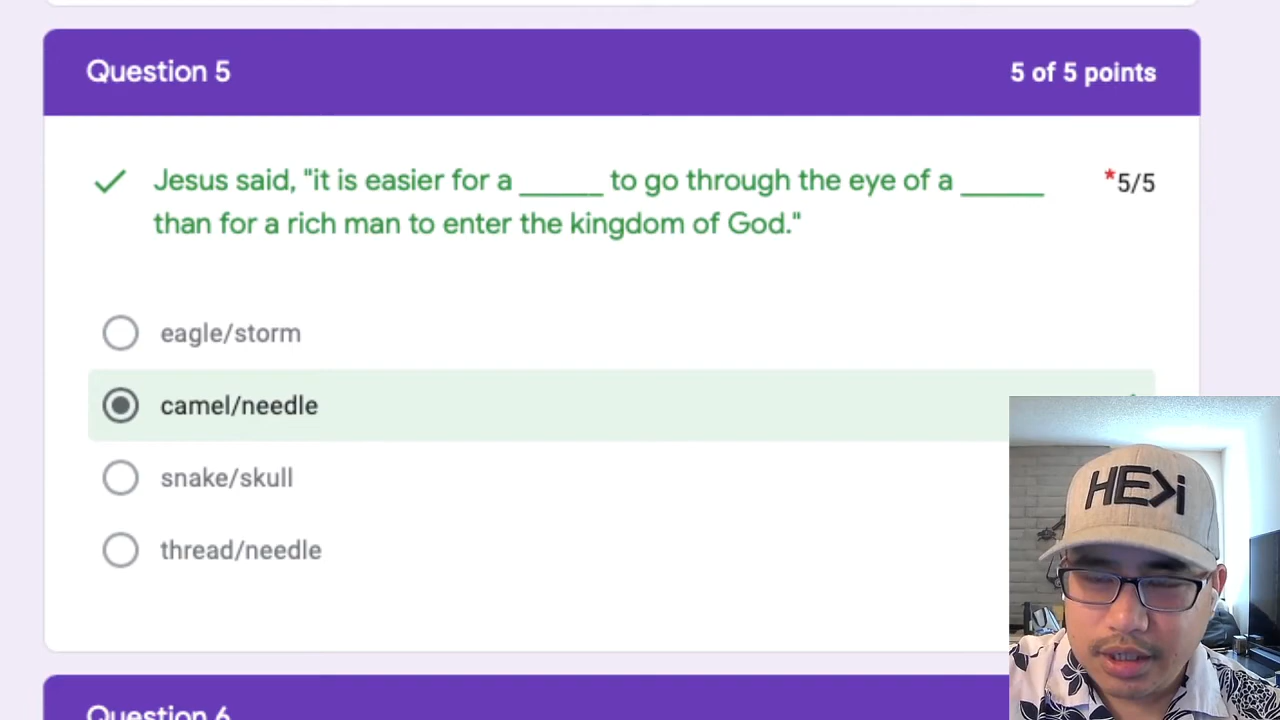 Question 5
5 of 5 points
Jesus said, "it is easier for a ______ to go through the eye of a ______
*5/5
than for a rich man to enter the kingdom of God."
eagle/storm
camel/needle
snake/skull
thread/needle
HE>i
Question 6